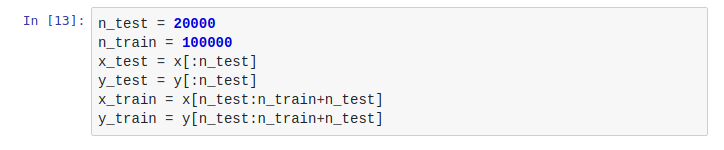 In [13]:
n_test = 20000
n_train = 100000
x_test = x[:n_test]
y_test = y[:n_test]
x_train = x[n_test:n_train+n_test]
y_train = y[n_test:n_train+n_test]